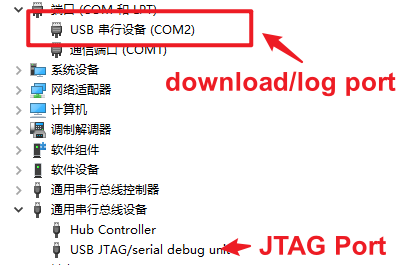 端口 (COM 和 LPT)
USB 串行设备 (COM2)
通信端口 (COM1)
download/log port
系统设备
网络适配器
计算机
调制解调器
软件组件
软件设备
通用串行总线控制器
通用串行总线设备
Hub Controller
USB JTAG/serial debug unit
JTAG Port